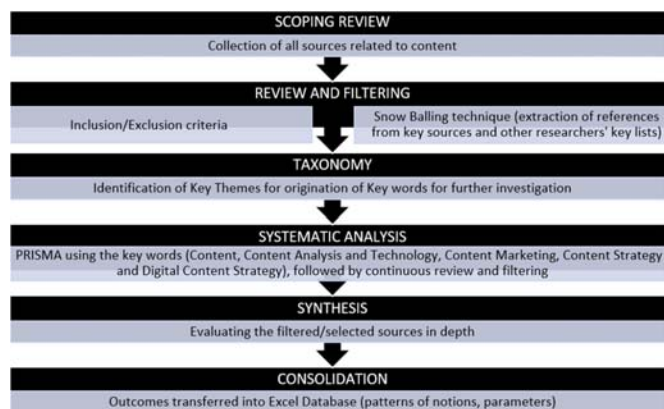 SCOPING REVIEW
Collection of all sources related to content
REVIEW AND FILTERING
Inclusion/Exclusion criteria
Snow Balling technique (extraction of references
from key sources and other researchers' key lists)
TAXONOMY
Identification of Key Themes for origination of Key words for further investigation
SYSTEMATIC ANALYSIS
PRISMA using the key words (Content, Content Analysis and Technology, Content Marketing, Content Strategy
and Digital Content Strategy), followed by continuous review and filtering
SYNTHESIS
Evaluating the filtered/selected sources in depth
CONSOLIDATION
Outcomes transferred into Excel Database (patterns of notions, parameters)